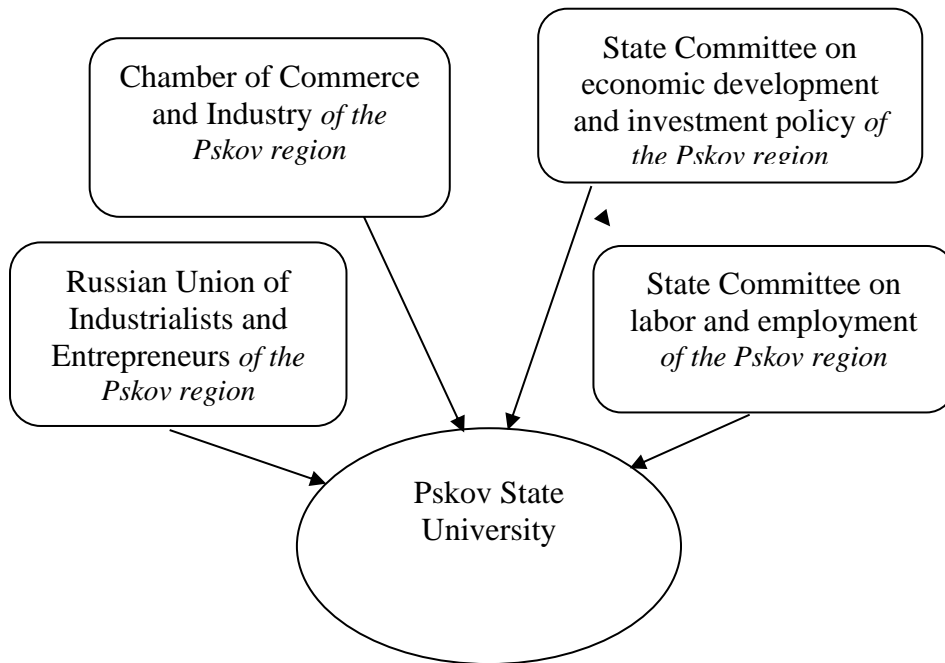 Chamber of Commerce
and Industry of the
Pskov region
State Committee on
economic development
and investment policy of
the Pskov region
Russian Union of
Industrialists and
Entrepreneurs of the
Pskov region
State Committee on
labor and employment
of the Pskov region
Pskov State
University